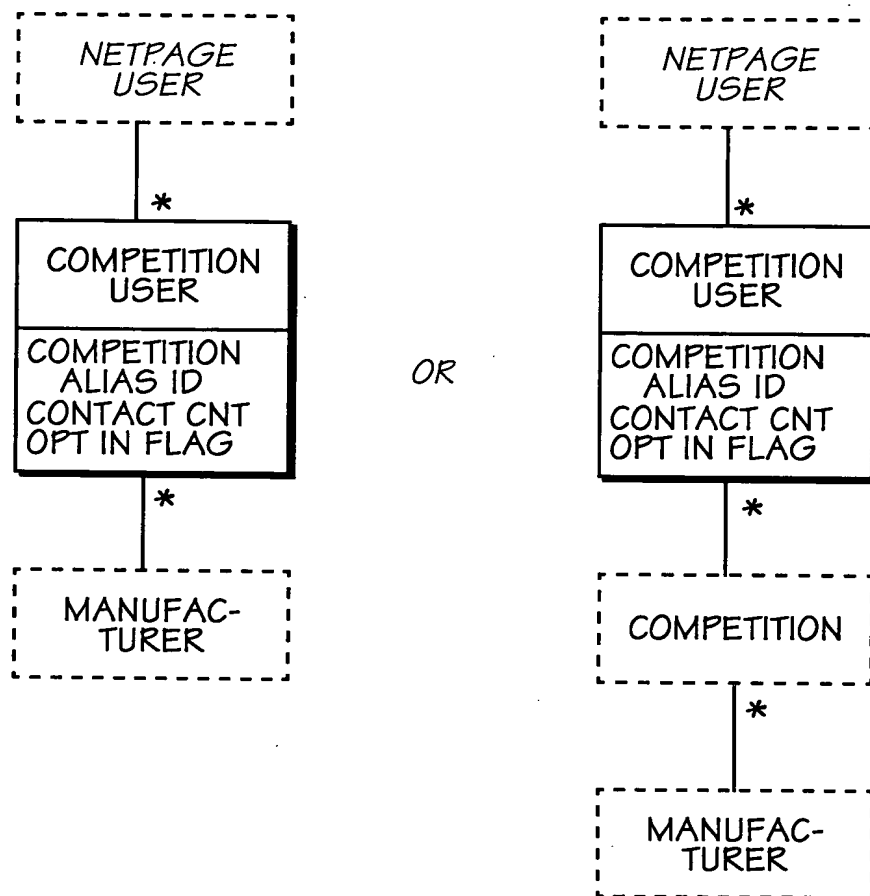 NETPAGE
USER
*
COMPETITION
USER
COMPETITION
ALIAS ID
CONTACT CNT
OPT IN FLAG
*
MANUFAC-
TURER
OR
NETPAGE
USER
*
COMPETITION
USER
COMPETITION
ALIAS ID
CONTACT CNT
OPT IN FLAG
*
COMPETITION
*
MANUFAC-
TURER